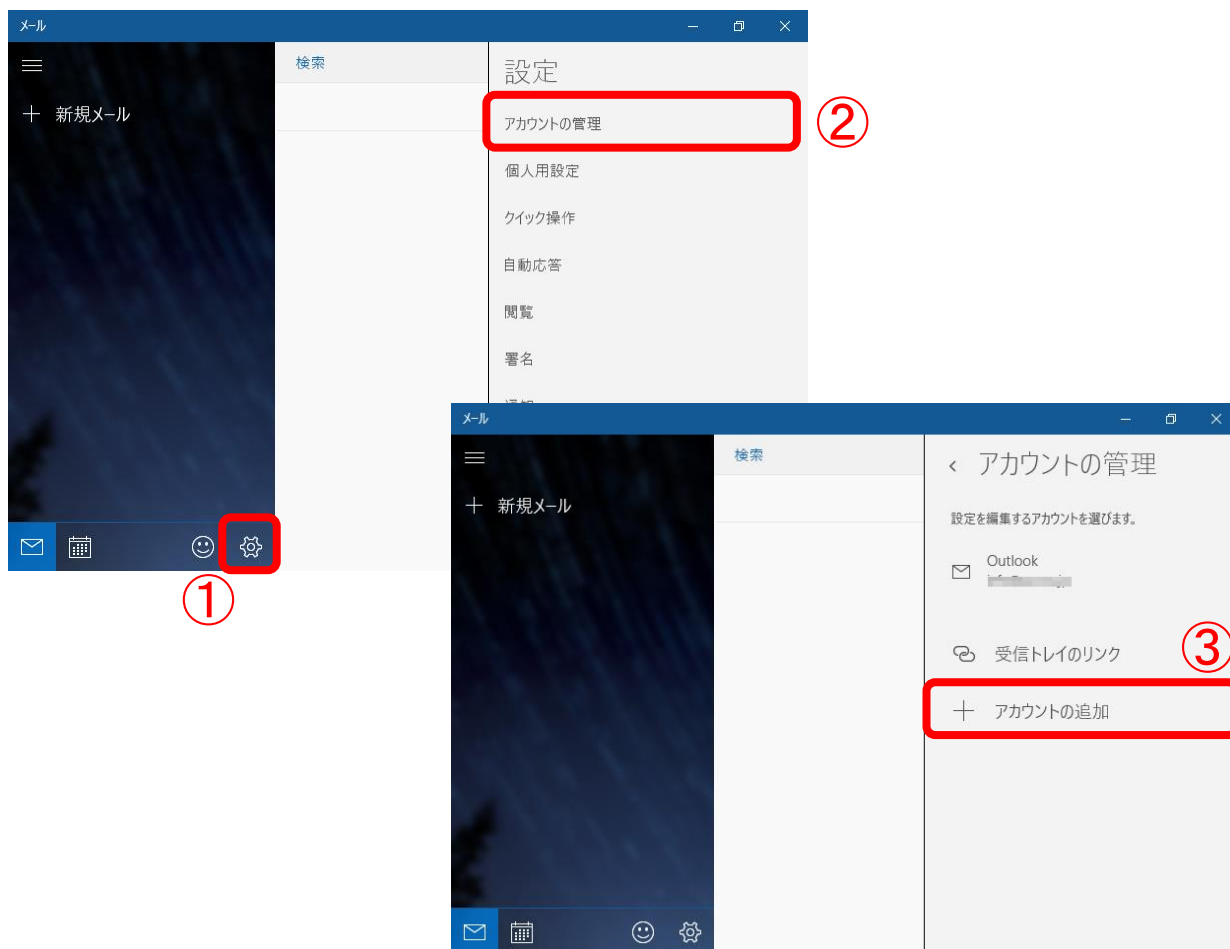 メール
新規メール
検索
設定
アカウントの管理
②
個人用設定
クイック操作
自動応答
閲覧
署名
①
メール
新規メール
検索
アカウントの管理
設定を編集するアカウントを選びます。
Outlook
受信トレイのリンク
③
アカウントの追加